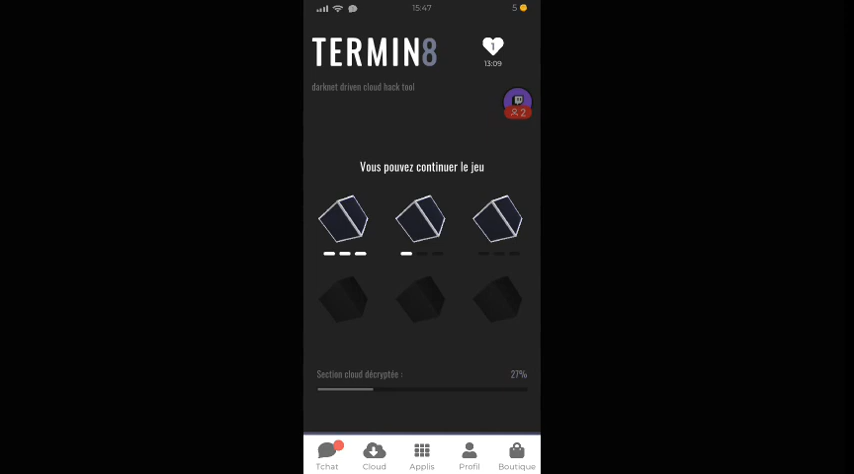 15:47
5
TERMIN8
1
13:09
darknet driven cloud hack tool
2
Vous pouvez continuer le jeu
Section cloud décryptée :
27%
Tchat
Cloud
Applis
Profil
Boutique